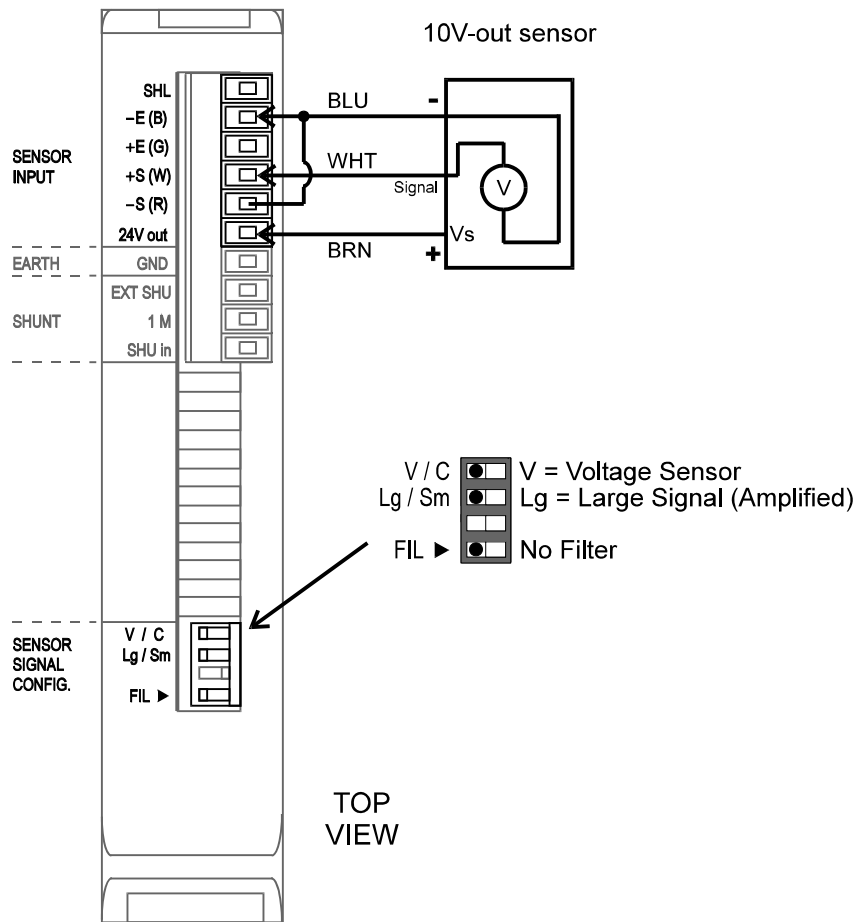 10V-out sensor
SHL
–E (B)
+E (G)
+S (W)
–S (R)
24V out
SENSOR
INPUT
BLU
-
WHT
Signal
V
Vs
BRN
+
EARTH
GND
SHUNT
EXT SHU
1 M
SHU in
V / C
V = Voltage Sensor
Lg / Sm
Lg = Large Signal (Amplified)
FIL ►
No Filter
SENSOR
SIGNAL
CONFIG.
V / C
Lg / Sm
FIL ►
TOP
VIEW